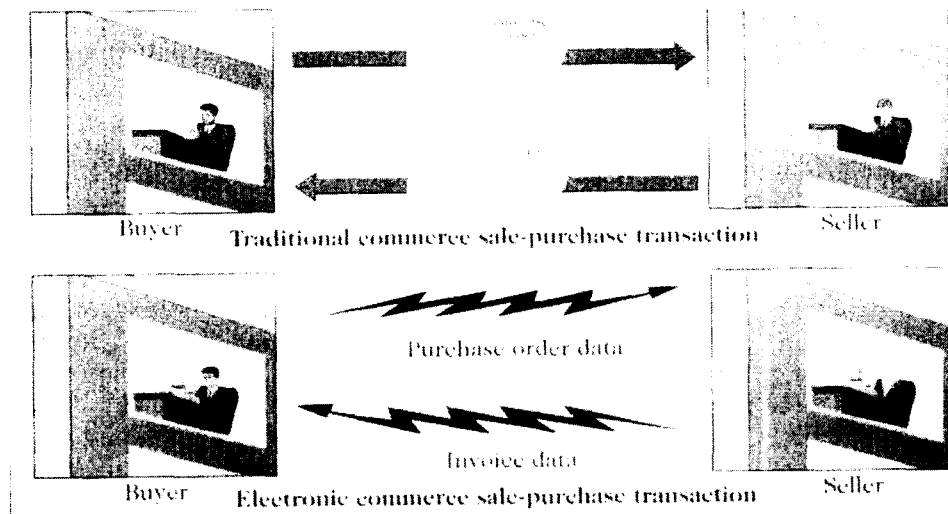 Buyer
Seller
Traditional commerce sale-purchase transaction
Purchase order data
Invoice data
Buyer
Seller
Electronic commerce sale-purchase transaction